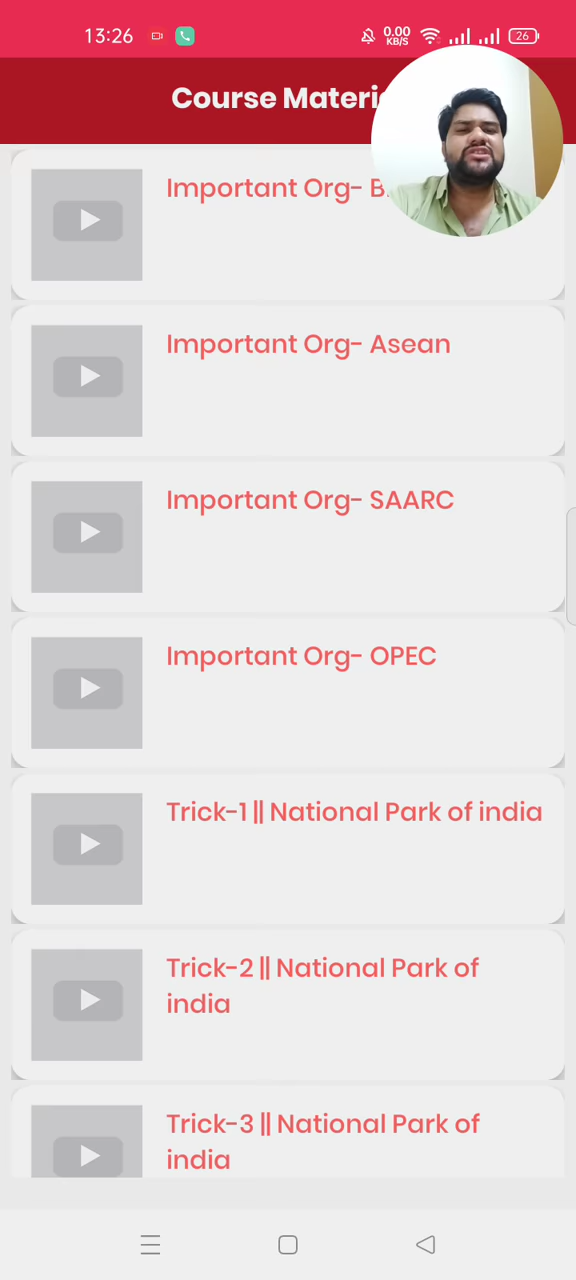 13:26
0.00
KB/S
26
Course
Important Org-
Important Org- Asean
Important Org- SAARC
Important Org- OPEC
Trick-1 || National Park of india
Trick-2 || National Park of
india
Trick-3 || National Park of
india